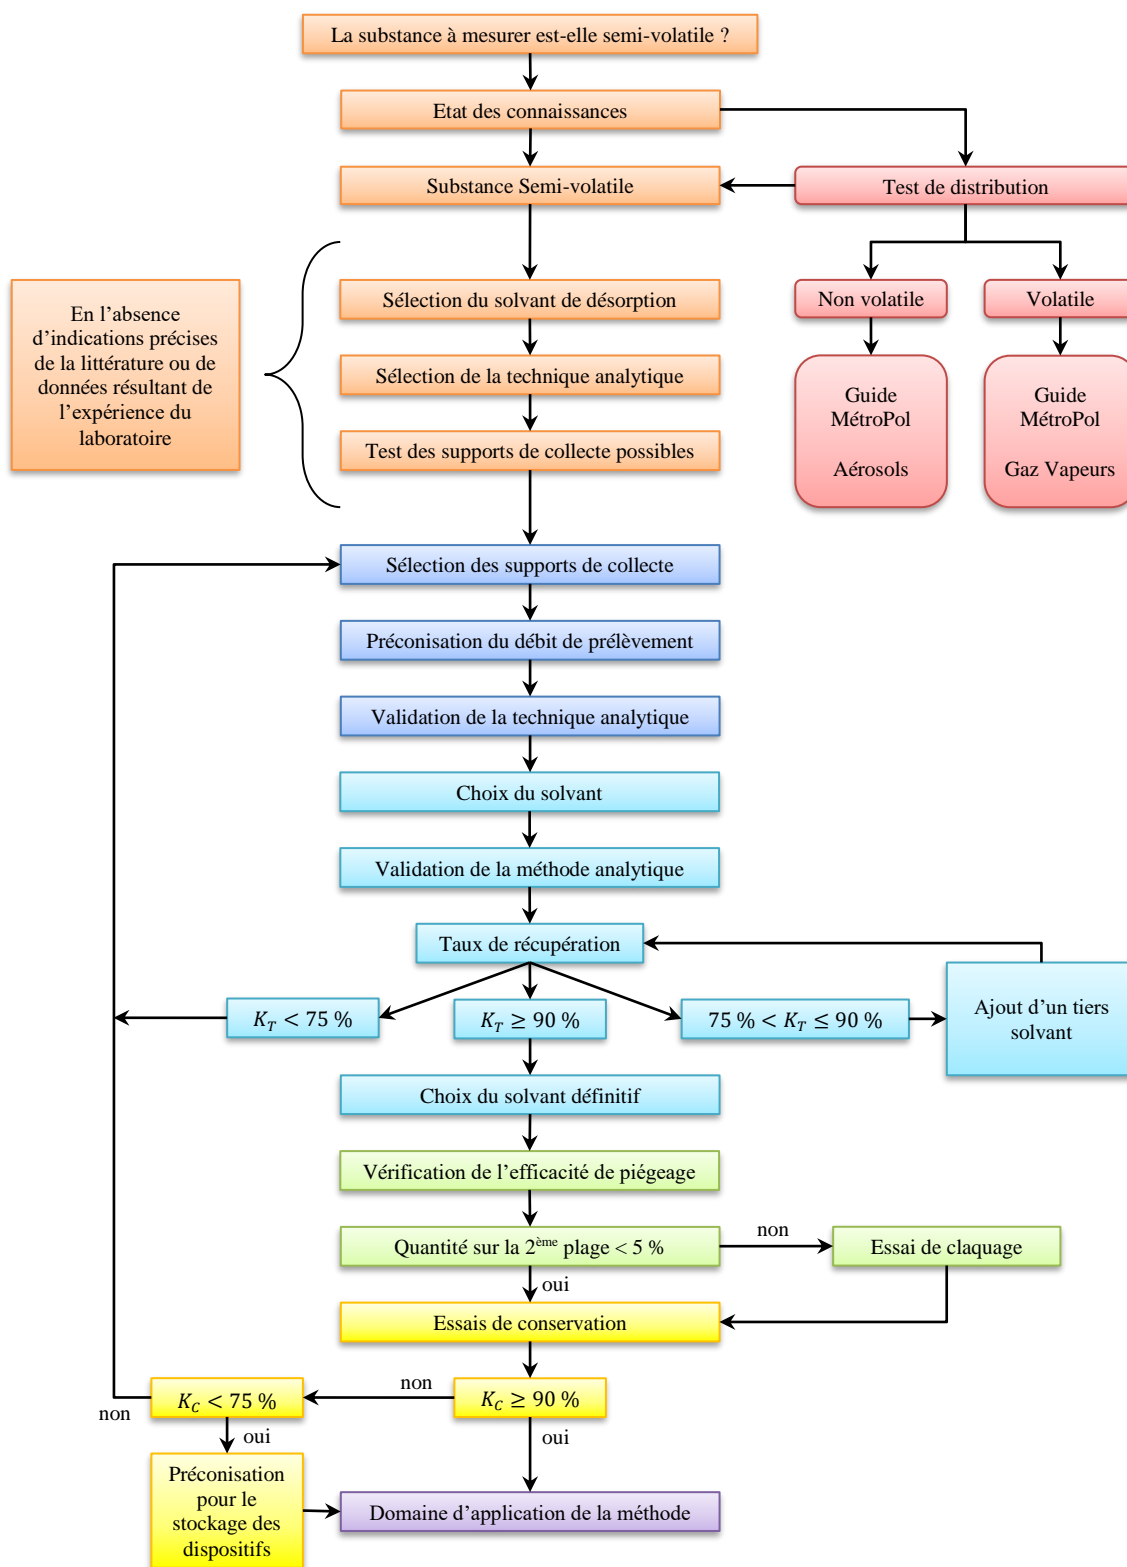 La substance à mesurer est-elle semi-volatile ?
Etat des connaissances
Substance Semi-volatile
Test de distribution
Non volatile
Volatile
Guide
MétroPol
Aérosols
Guide
MétroPol
Gaz Vapeurs
En l’absence
d’indications précises
de la littérature ou de
données résultant de
l’expérience du
laboratoire
Sélection du solvant de désorption
Sélection de la technique analytique
Test des supports de collecte possibles
Sélection des supports de collecte
Préconisation du débit de prélèvement
Validation de la technique analytique
Choix du solvant
Validation de la méthode analytique
Taux de récupération
K_T < 75 %
K_T ≥ 90 %
75 % < K_T ≤ 90 %
Ajout d’un tiers
solvant
Choix du solvant définitif
Vérification de l’efficacité de piégeage
Quantité sur la 2ème plage < 5 %
non
Essai de claquage
oui
Essais de conservation
K_C < 75 %
non
K_C ≥ 90 %
non
oui
oui
Préconisation
pour le
stockage des
dispositifs
Domaine d’application de la méthode